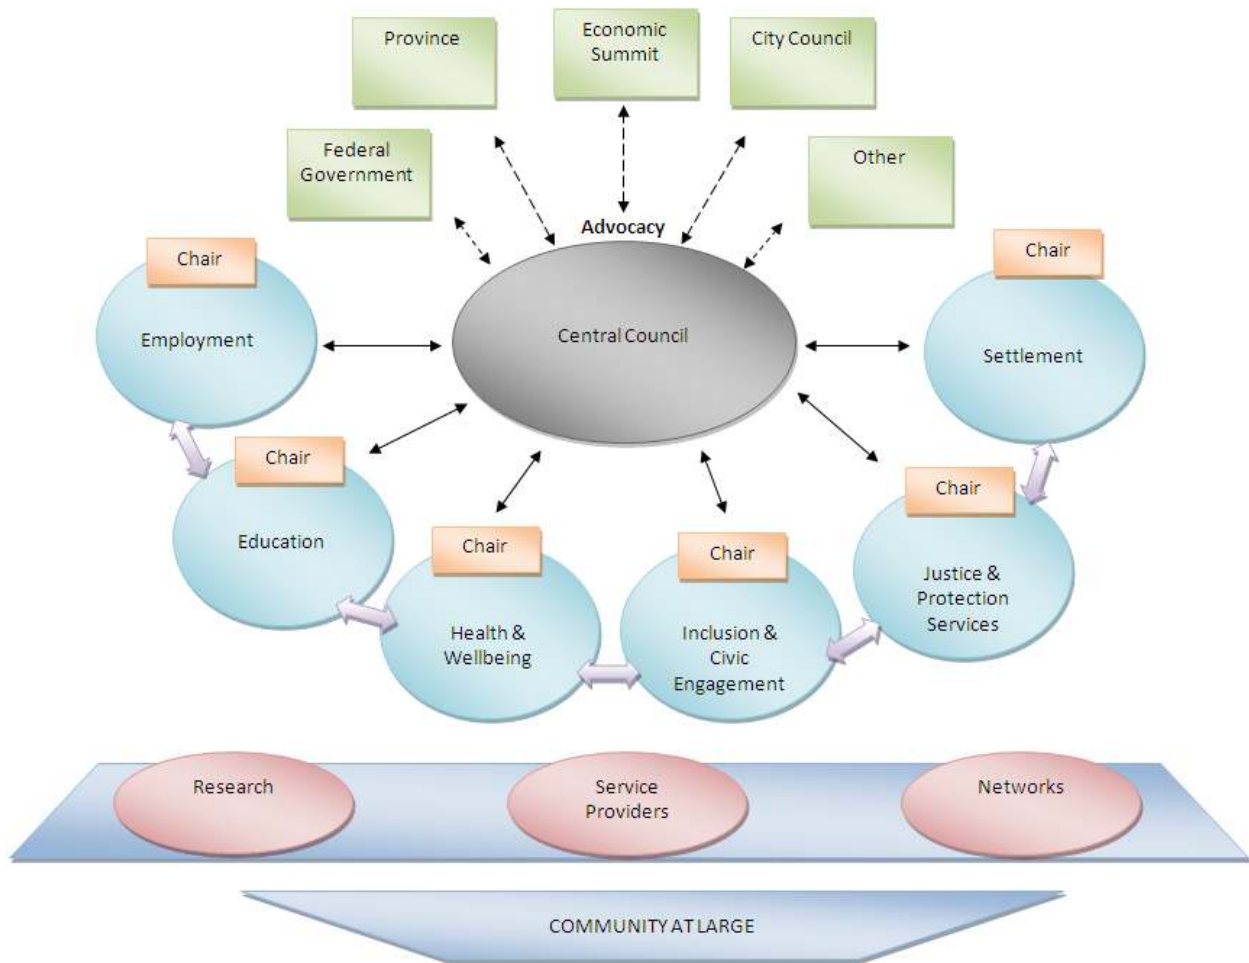 Province
Economic
Summit
City Council
Federal
Government
Other
Advocacy
Chair
Chair
Employment
Central Council
Settlement
Chair
Chair
Education
Chair
Chair
Justice &
Protection
Services
Health &
Wellbeing
Inclusion &
Civic
Engagement
Research
Service
Providers
Networks
COMMUNITY AT LARGE